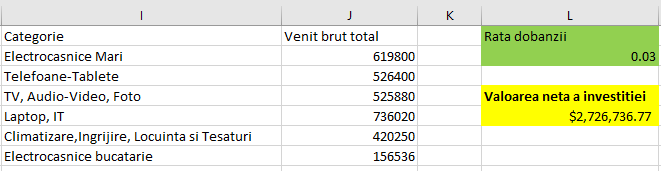 I J K L
Categorie Venit brut total Rata dobanzii
Electrocasnice Mari 619800 0.03
Telefoane-Tablete 526400
TV, Audio-Video, Foto 525880 Valoarea neta a investitiei
Laptop, IT 736020 $2,726,736.77
Climatizare,Ingrijire, Locuinta si Tesaturi 420250
Electrocasnice bucatarie 156536